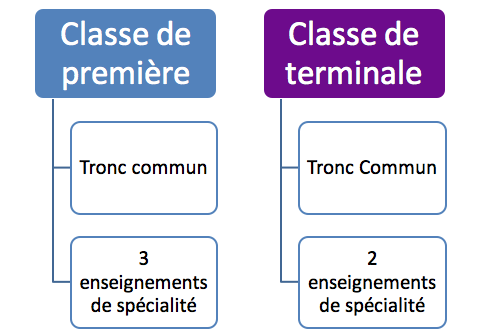 Classe de
première
Tronc commun
3
enseignements
de spécialité
Classe de
terminale
Tronc Commun
2
enseignements
de spécialité